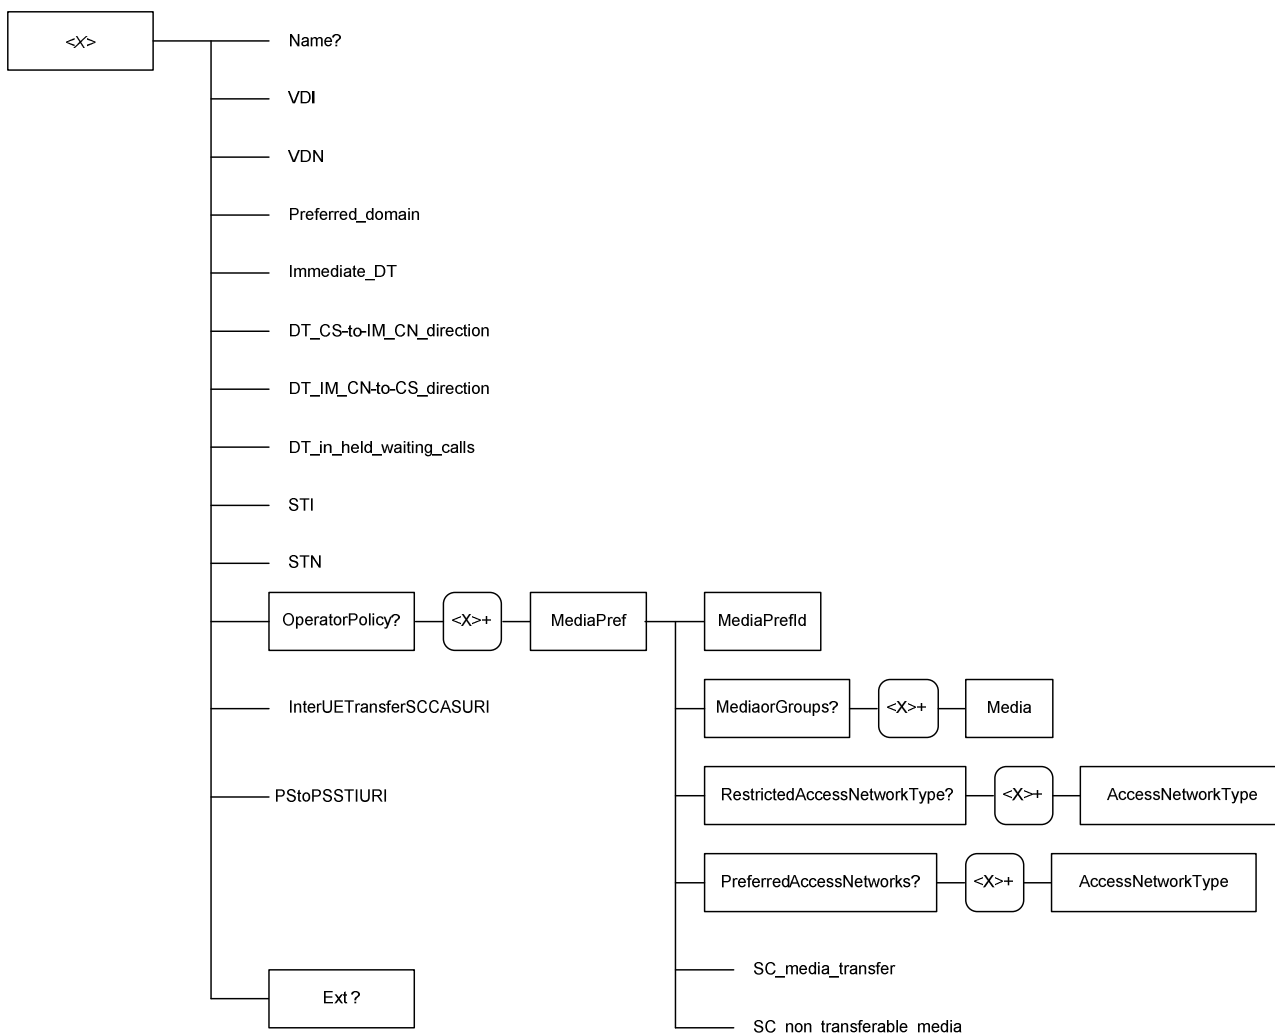 <X>
Name?
VDI
VDN
Preferred_domain
Immediate_DT
DT_CS-to-IM_CN_direction
DT_IM_CN-to-CS_direction
DT_in_held_waiting_calls
STI
STN
OperatorPolicy? <X>+ MediaPref MediaPrefId
InterUETransferSCCASURI MediaorGroups? <X>+ Media
PStoPSSTIURI RestrictedAccessNetworkType? <X>+ AccessNetworkType
PreferredAccessNetworks? <X>+ AccessNetworkType
SC_media_transfer
Ext?
SC_non_transferable_media